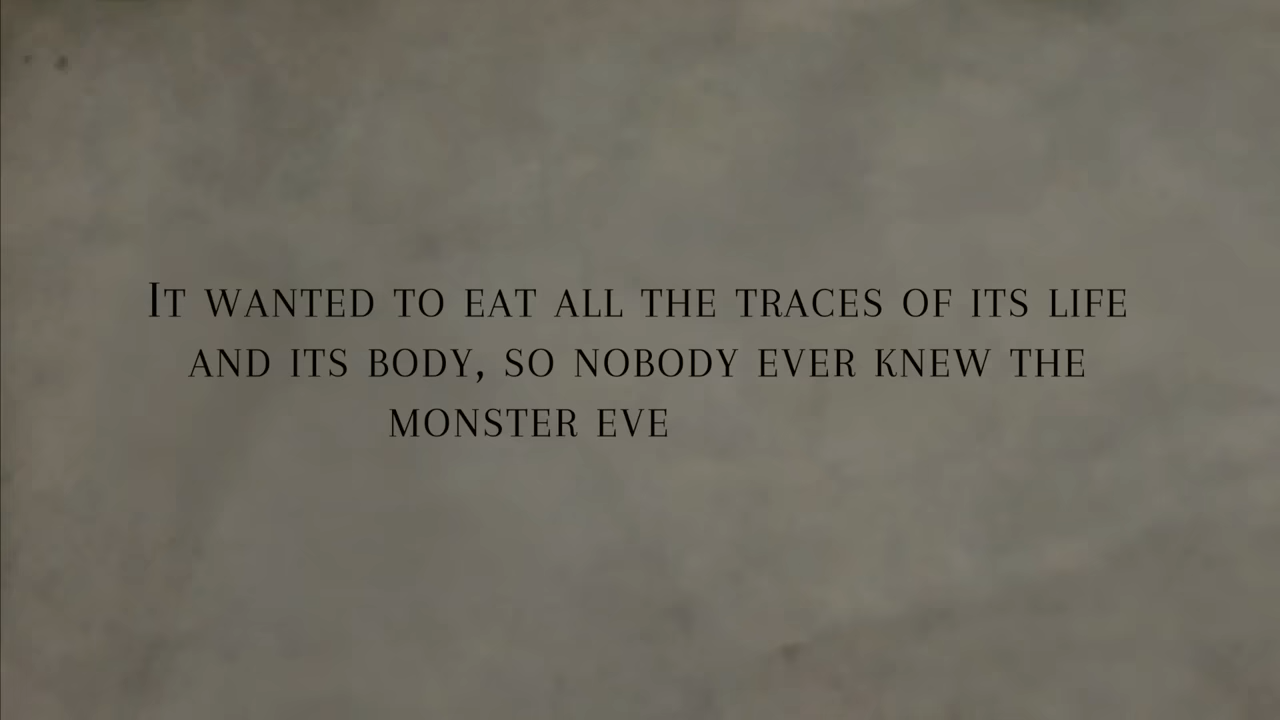 It wanted to eat all the traces of its life
and its body, so nobody ever knew the
monster eve